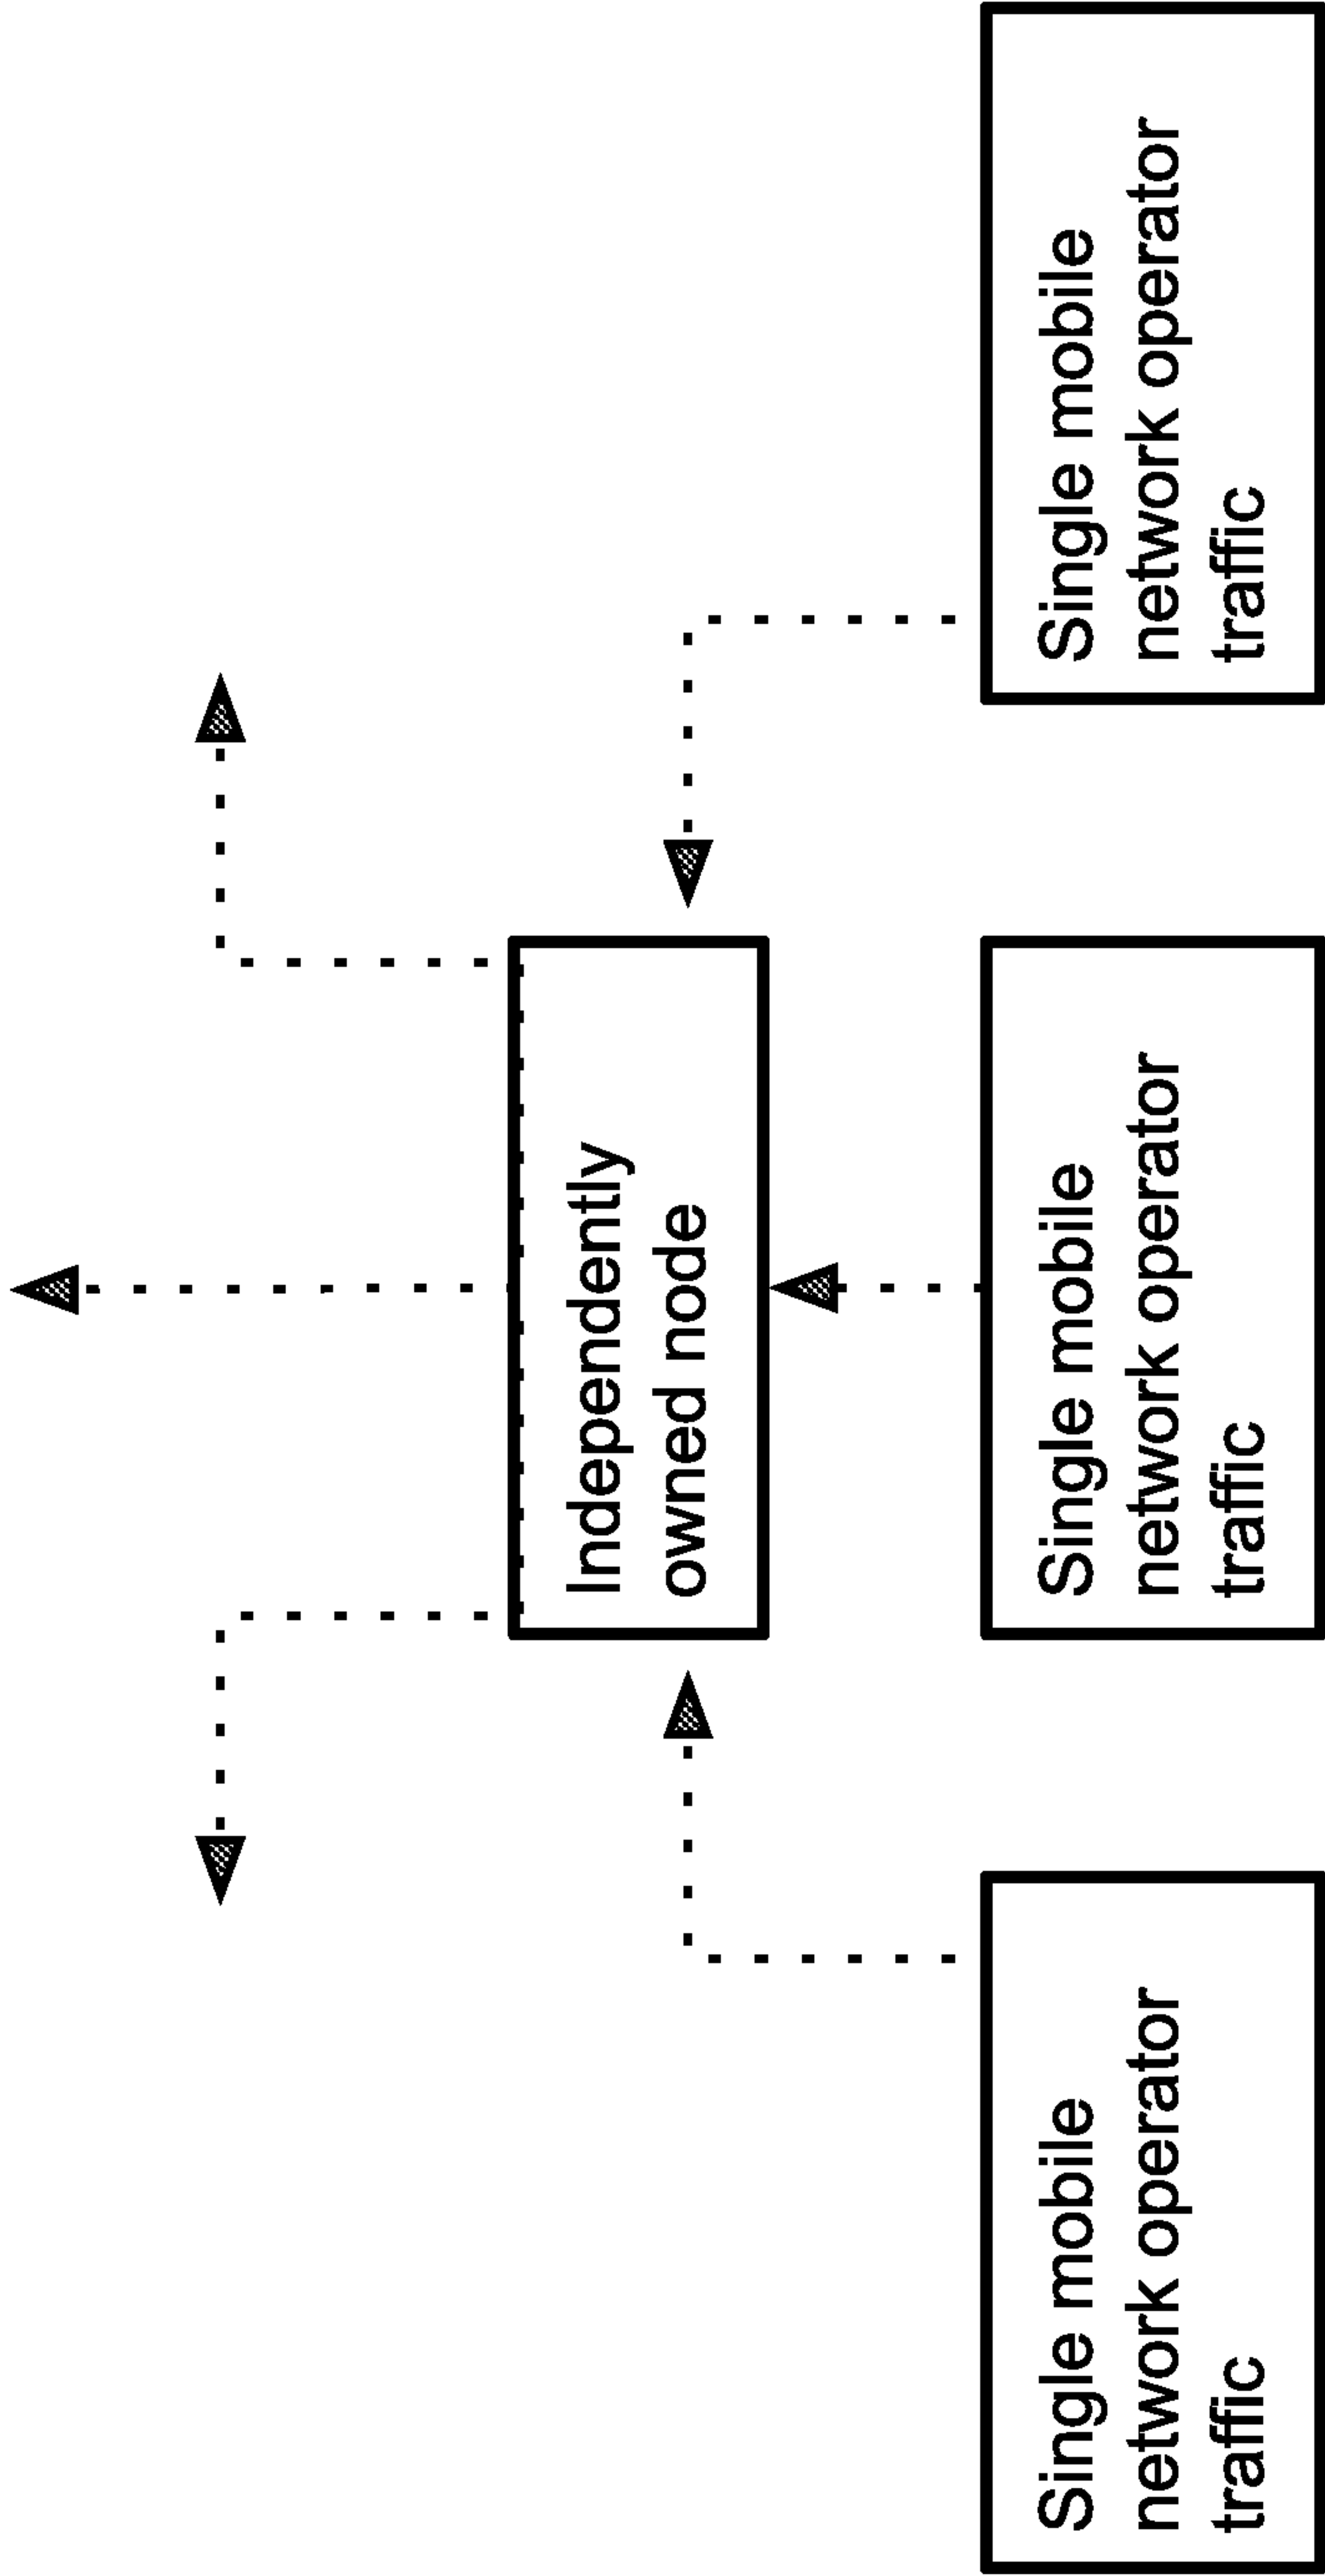 Independently
owned node
Single mobile
network operator
traffic
Single mobile
network operator
traffic
Single mobile
network operator
traffic